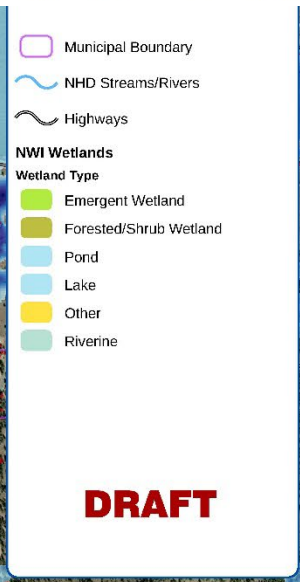 Municipal Boundary
NHD Streams/Rivers
Highways
NWI Wetlands
Wetland Type
Emergent Wetland
Forested/Shrub Wetland
Pond
Lake
Other
Riverine
DRAFT